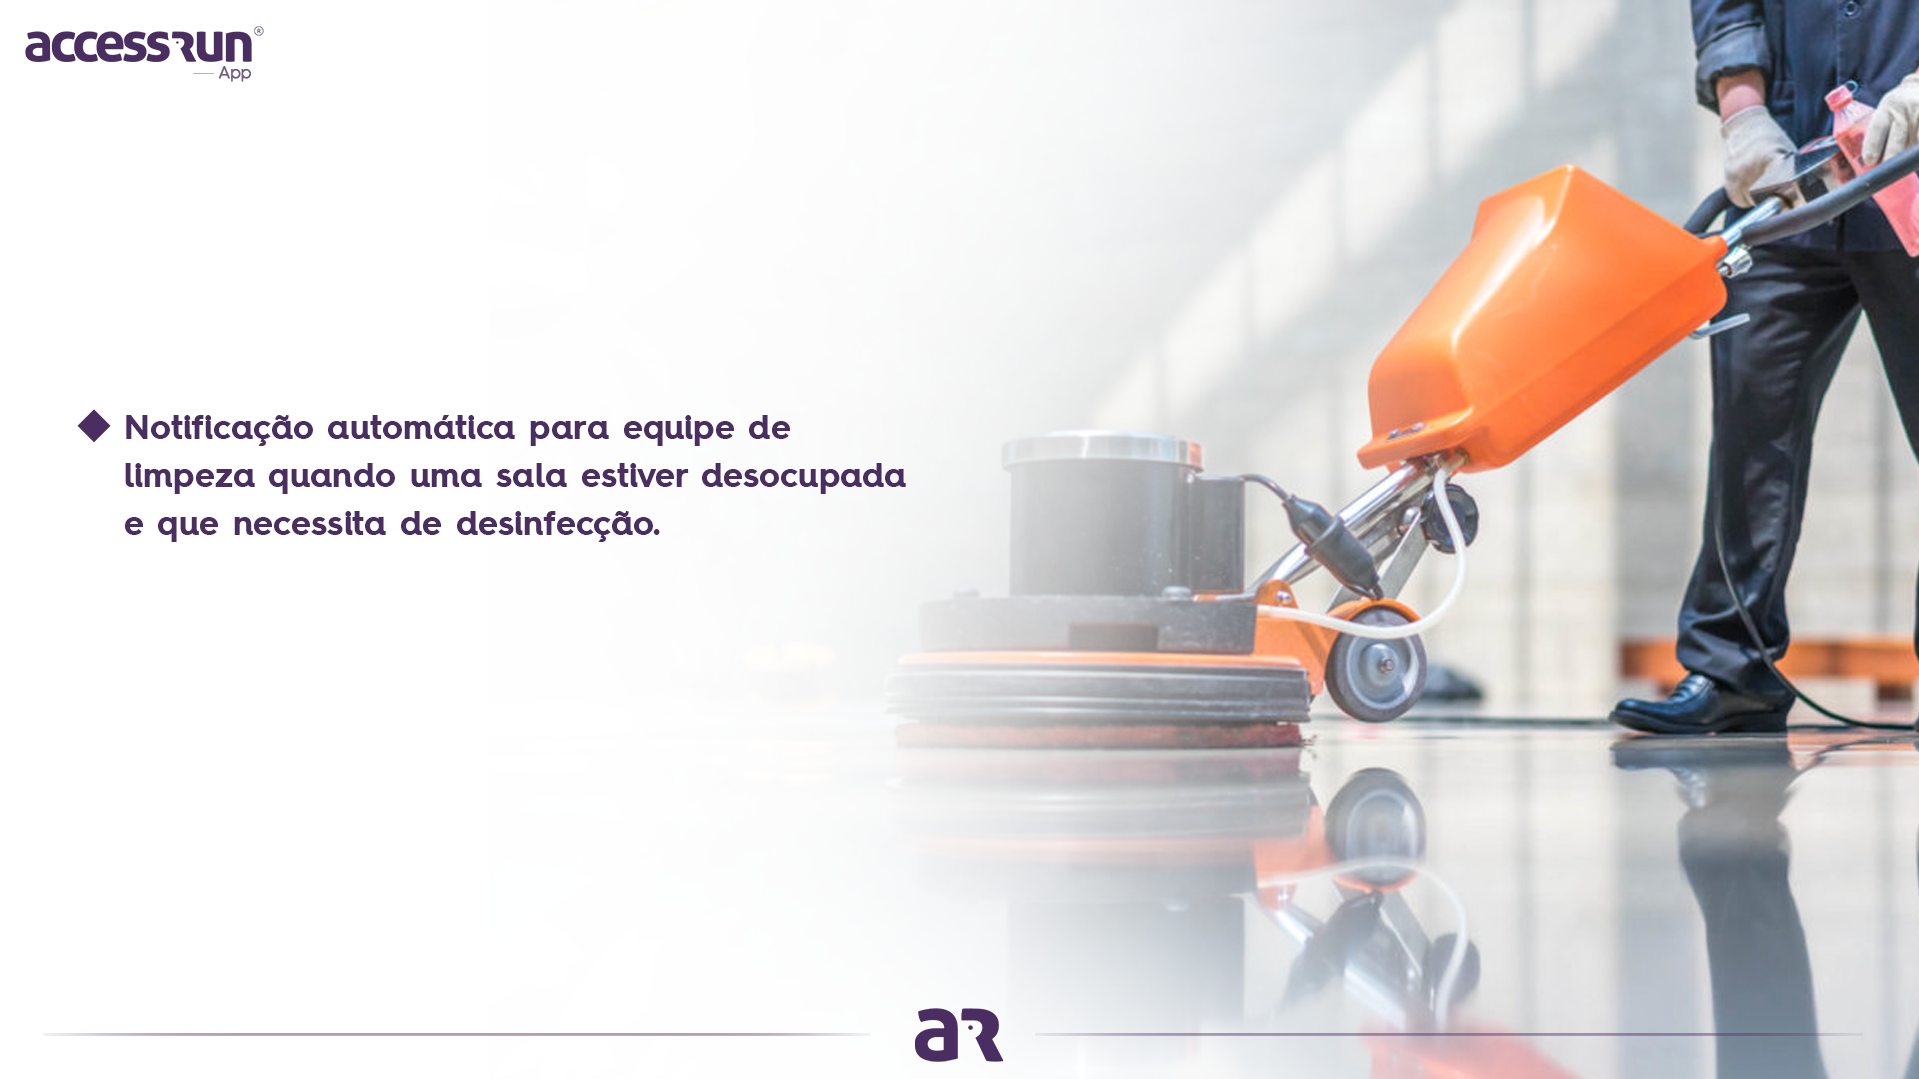 accessRun®
App
Notificação automática para equipe de
limpeza quando uma sala estiver desocupada
e que necessita de desinfecção.
aR